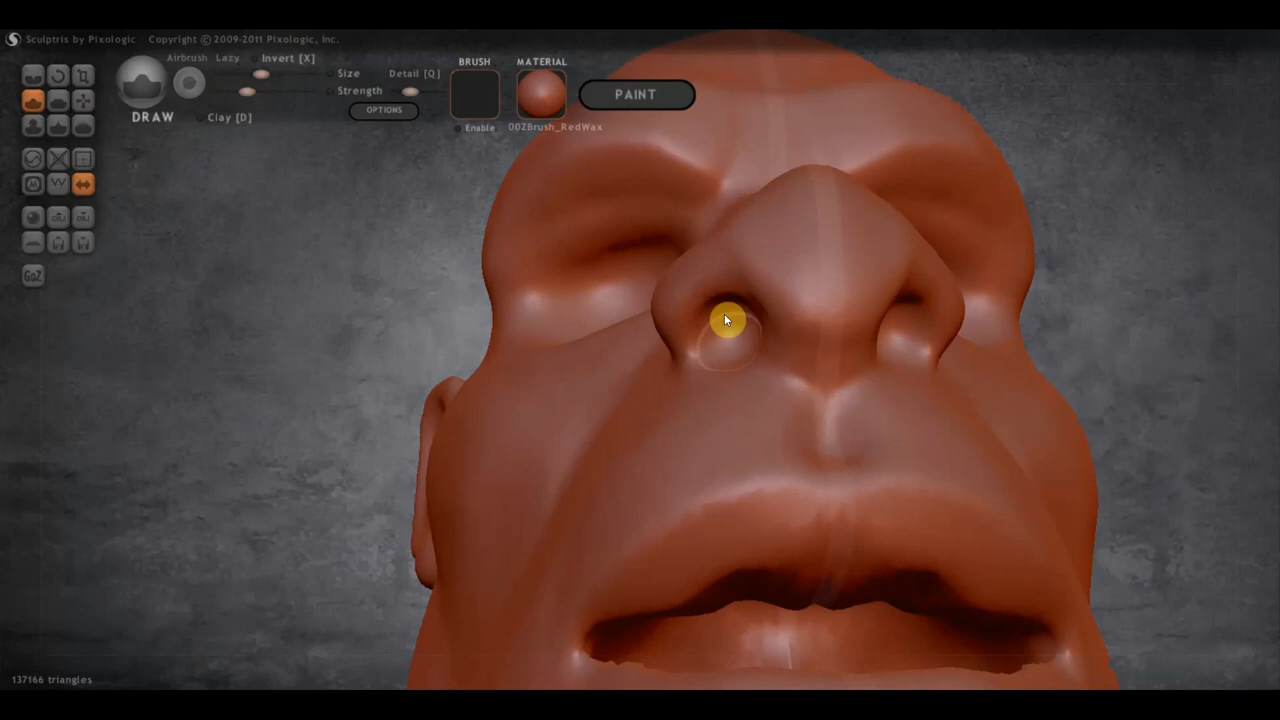 Sculptris by Pixologic Copyright © 2009-2011 Pixologic, Inc.
Airbrush Lazy Invert [X]
BRUSH
MATERIAL
Size
Detail [Q]
Strength
PAINT
OPTIONS
DRAW
Clay [D]
Enable
00ZBrush_RedWax
GoZ
137166 triangles